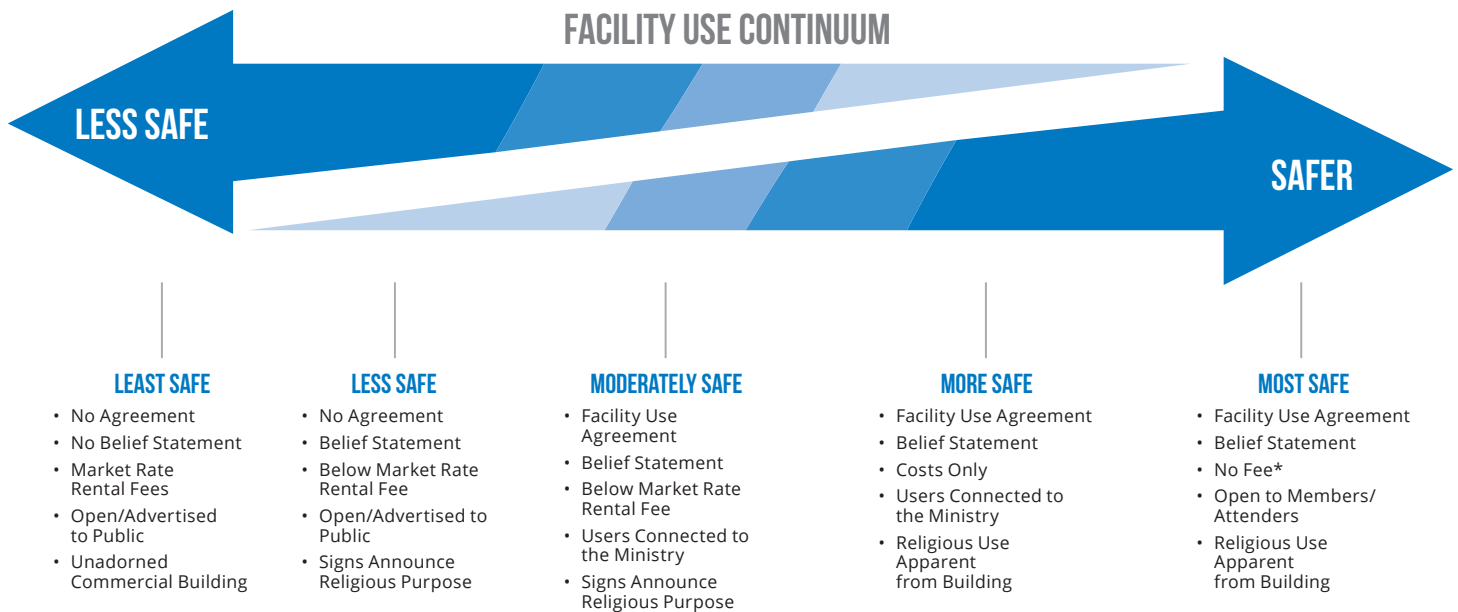 FACILITY USE CONTINUUM
LESS SAFE
SAFER
LEAST SAFE
• No Agreement
• No Belief Statement
• Market Rate
Rental Fees
• Open/Advertised
to Public
• Unadorned
Commercial Building
LESS SAFE
• No Agreement
• Belief Statement
• Below Market Rate
Rental Fee
• Open/Advertised to
Public
• Signs Announce
Religious Purpose
MODERATELY SAFE
• Facility Use
Agreement
• Belief Statement
• Below Market Rate
Rental Fee
• Users Connected to
the Ministry
• Signs Announce
Religious Purpose
MORE SAFE
• Facility Use Agreement
• Belief Statement
• Costs Only
• Users Connected to
the Ministry
• Religious Use
Apparent
from Building
MOST SAFE
• Facility Use Agreement
• Belief Statement
• No Fee*
• Open to Members/
Attenders
• Religious Use
Apparent
from Building